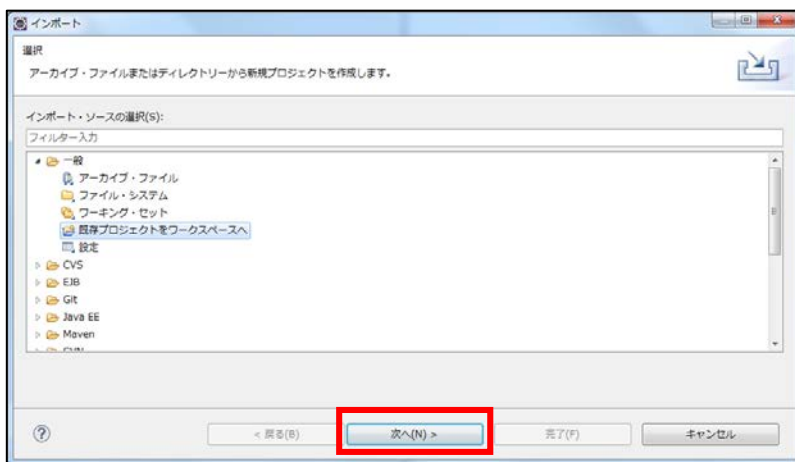 インポート
選択
アーカイブ・ファイルまたはディレクトリーから新規プロジェクトを作成します。
インポート・ソースの選択(S):
フィルター入力
一般
アーカイブ・ファイル
ファイル・システム
ワーキング・セット
既存プロジェクトをワークスペースへ
設定
CVS
EJB
Git
Java EE
Maven
< 戻る(B) 次へ(N) > 完了(F) キャンセル